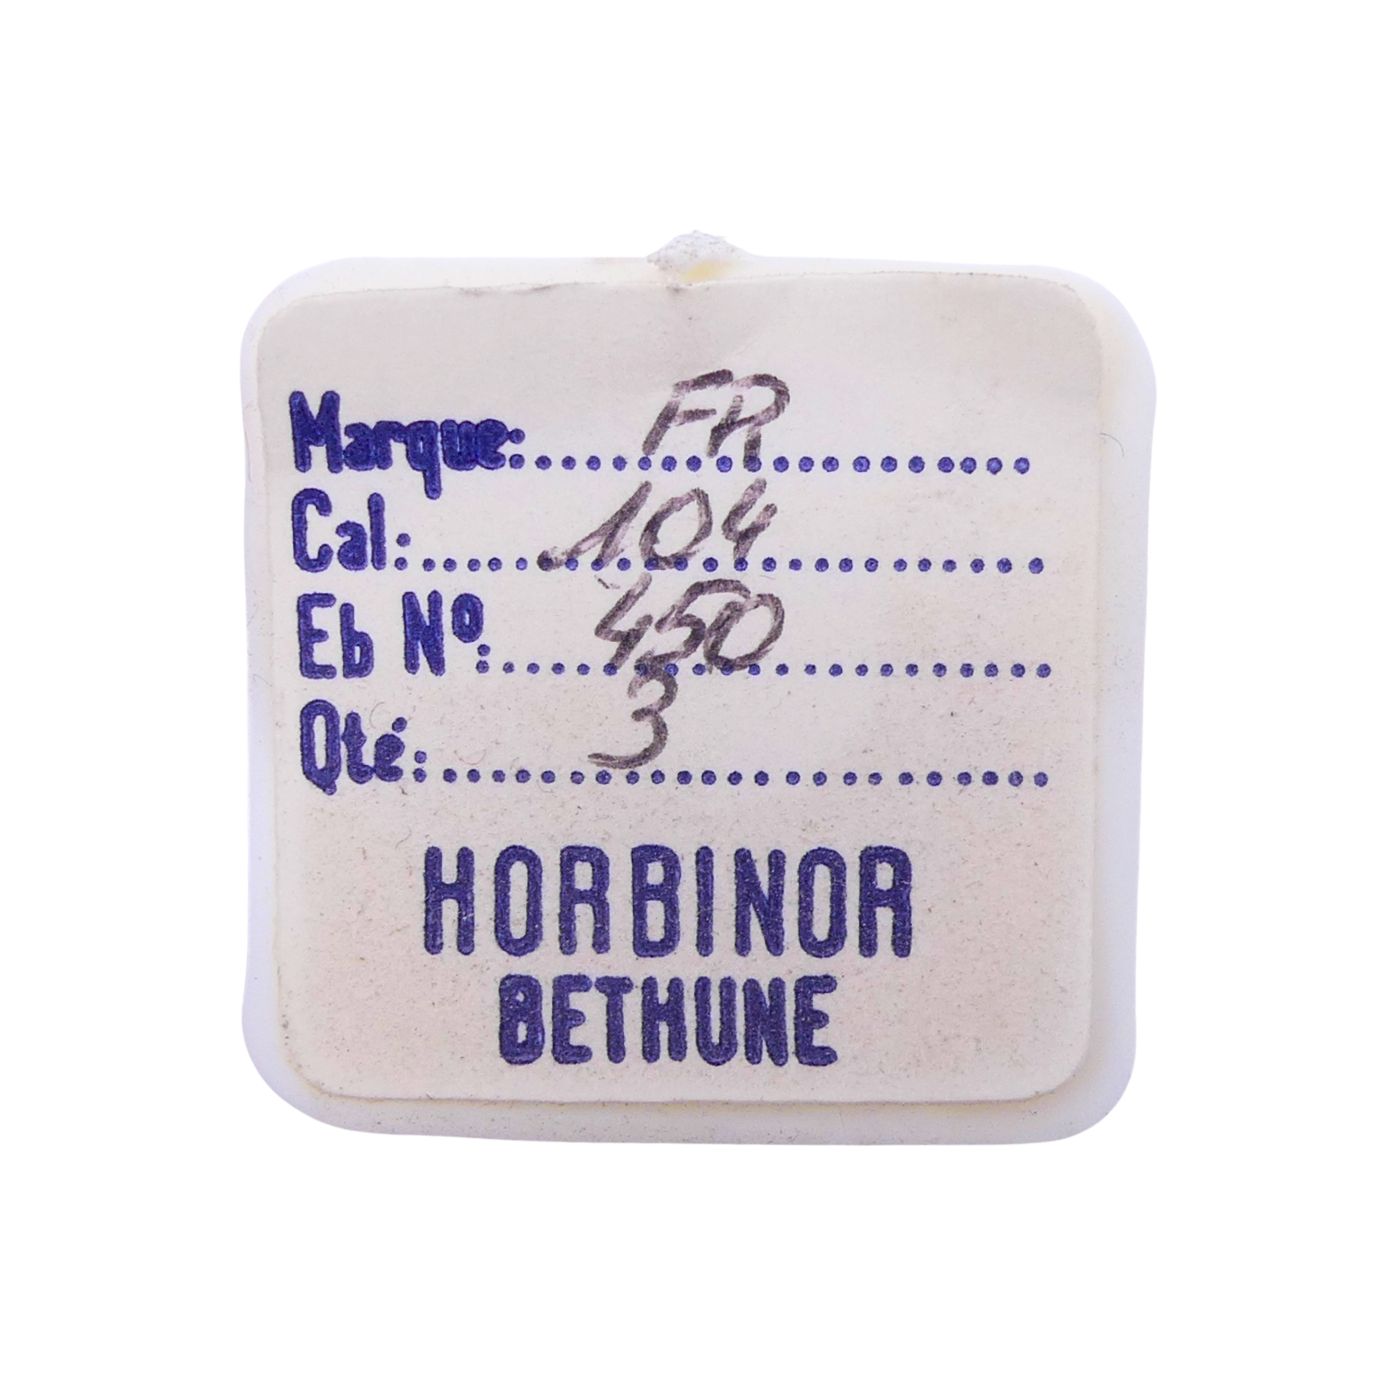 Marque: FR
Cal: 104
Eb Nº: 450
Qté: 3
HORBINOR
BETHUNE